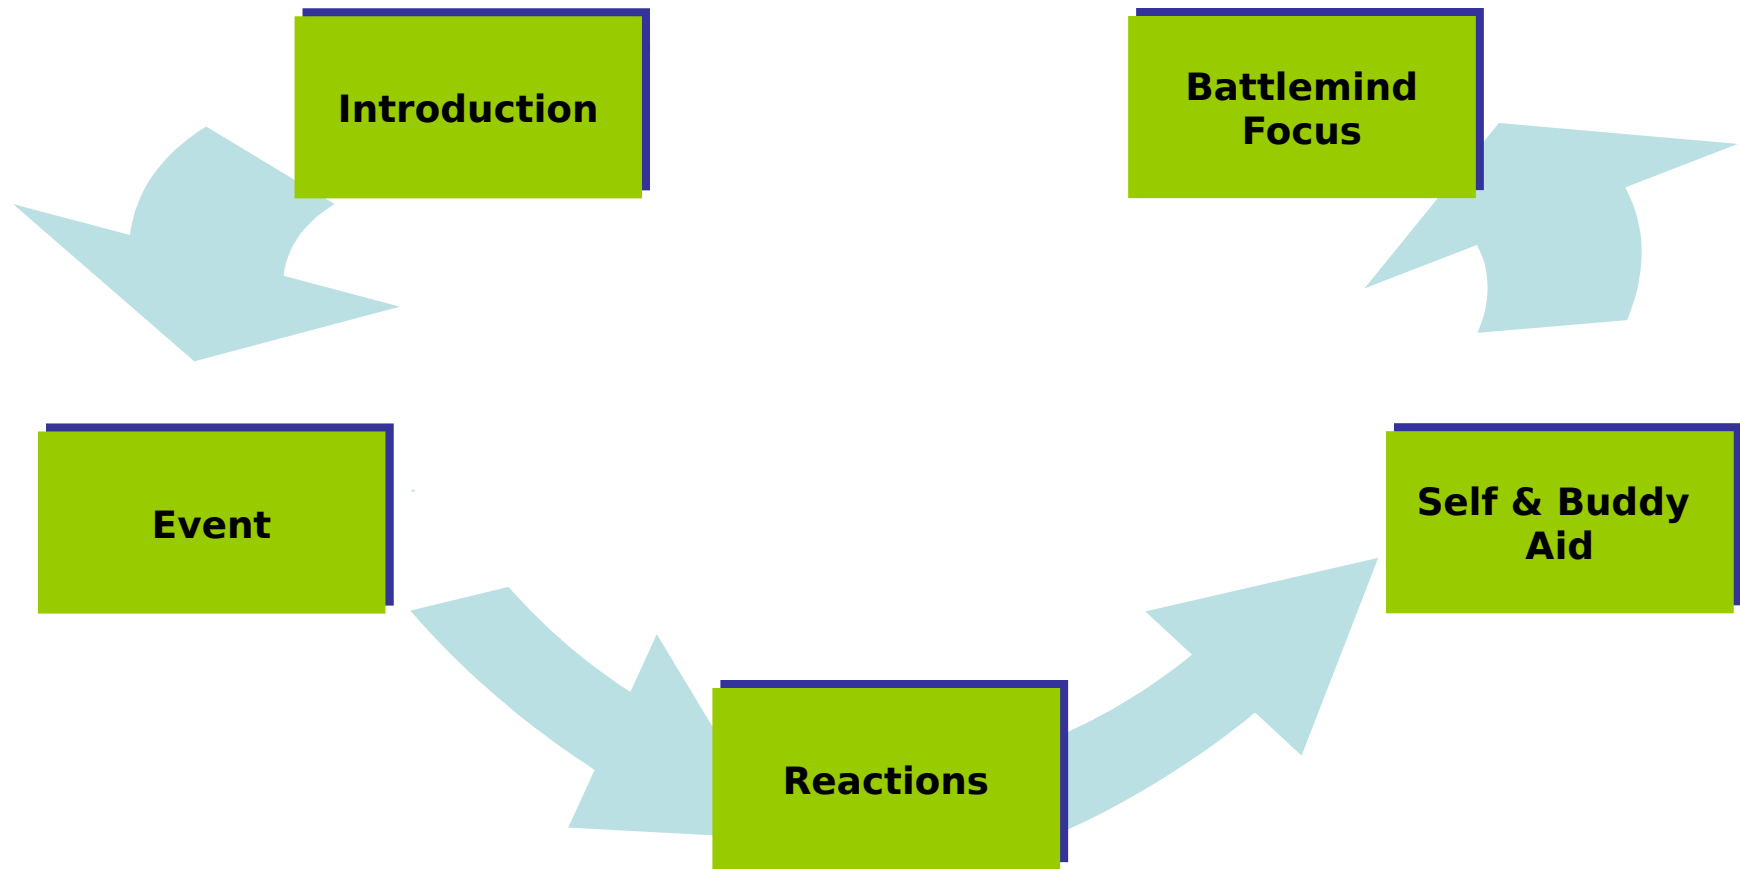 Introduction
Battlemind
Focus
Event
Self & Buddy
Aid
Reactions